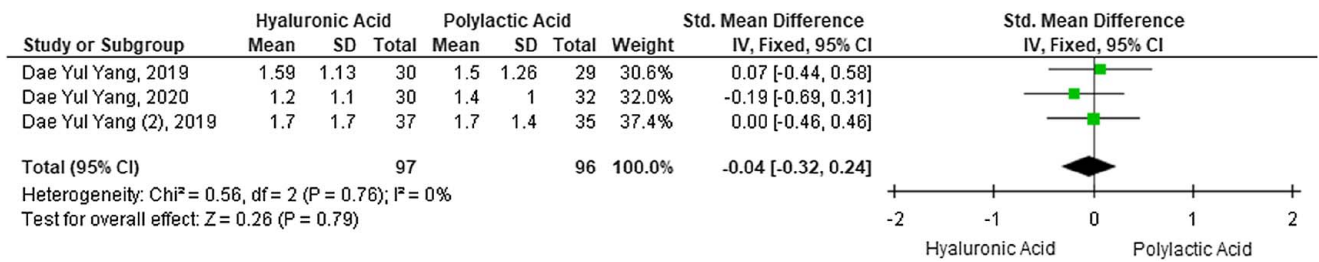 Hyaluronic Acid Polylactic Acid Std. Mean Difference Std. Mean Difference
Study or Subgroup Mean SD Total Mean SD Total Weight IV, Fixed, 95% CI IV, Fixed, 95% CI
Dae Yul Yang, 2019 1.59 1.13 30 1.5 1.26 29 30.6% 0.07 [-0.44, 0.58]
Dae Yul Yang, 2020 1.2 1.1 30 1.4 1 32 32.0% -0.19 [-0.69, 0.31]
Dae Yul Yang (2), 2019 1.7 1.7 37 1.7 1.4 35 37.4% 0.00 [-0.46, 0.46]
Total (95% CI) 97 96 100.0% -0.04 [-0.32, 0.24]
Heterogeneity: Chi² = 0.56, df = 2 (P = 0.76); I² = 0%
Test for overall effect: Z = 0.26 (P = 0.79)
-2 -1 0 1 2
Hyaluronic Acid Polylactic Acid